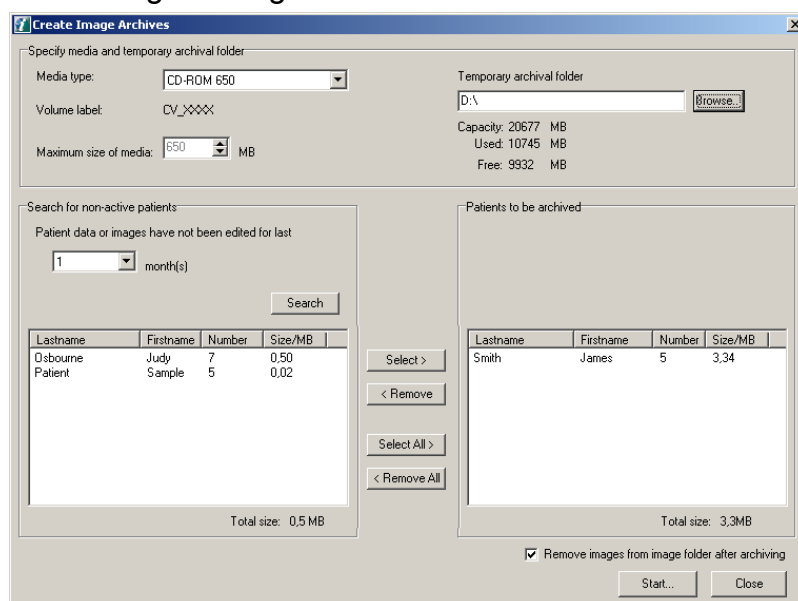 Create Image Archives
Specify media and temporary archival folder
Media type: CD-ROM 650
Volume label: CV_XXXX
Maximum size of media: 650 MB
Temporary archival folder
D:\ Browse...
Capacity: 20677 MB
Used: 10745 MB
Free: 9932 MB
Search for non-active patients
Patient data or images have not been edited for last
1 month(s)
Search
Lastname Firstname Number Size/MB
Osbourne Judy 7 0,50
Patient Sample 5 0,02
Total size: 0,5 MB
Select >
< Remove
Select All >
< Remove All
Patients to be archived
Lastname Firstname Number Size/MB
Smith James 5 3,34
Total size: 3,3MB
Remove images from image folder after archiving
Start... Close